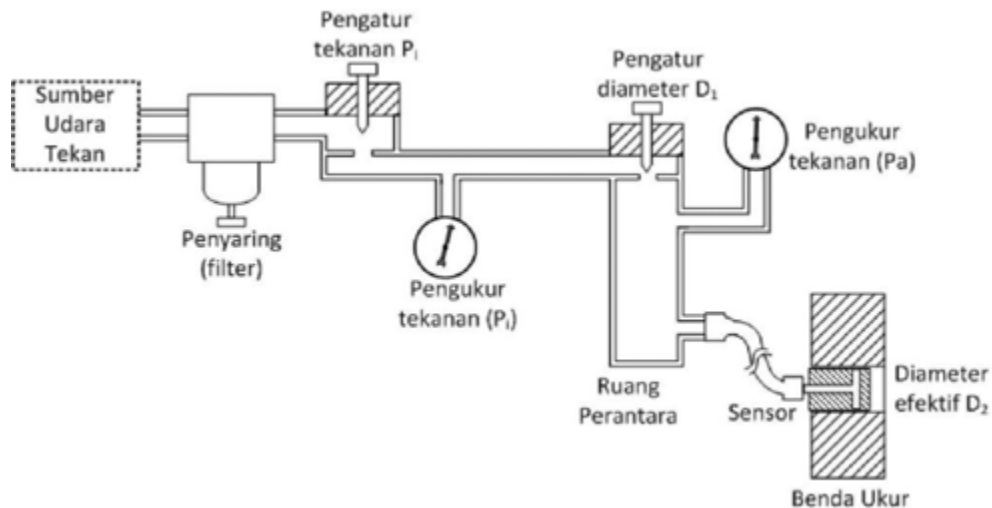 Pengatur
tekanan Pᵢ
Sumber
Udara
Tekan
Penyaring
(filter)
Pengukur
tekanan (Pᵢ)
Pengatur
diameter D₁
Pengukur
tekanan (Pa)
Ruang
Perantara
Sensor
Diameter
efektif D₂
Benda Ukur